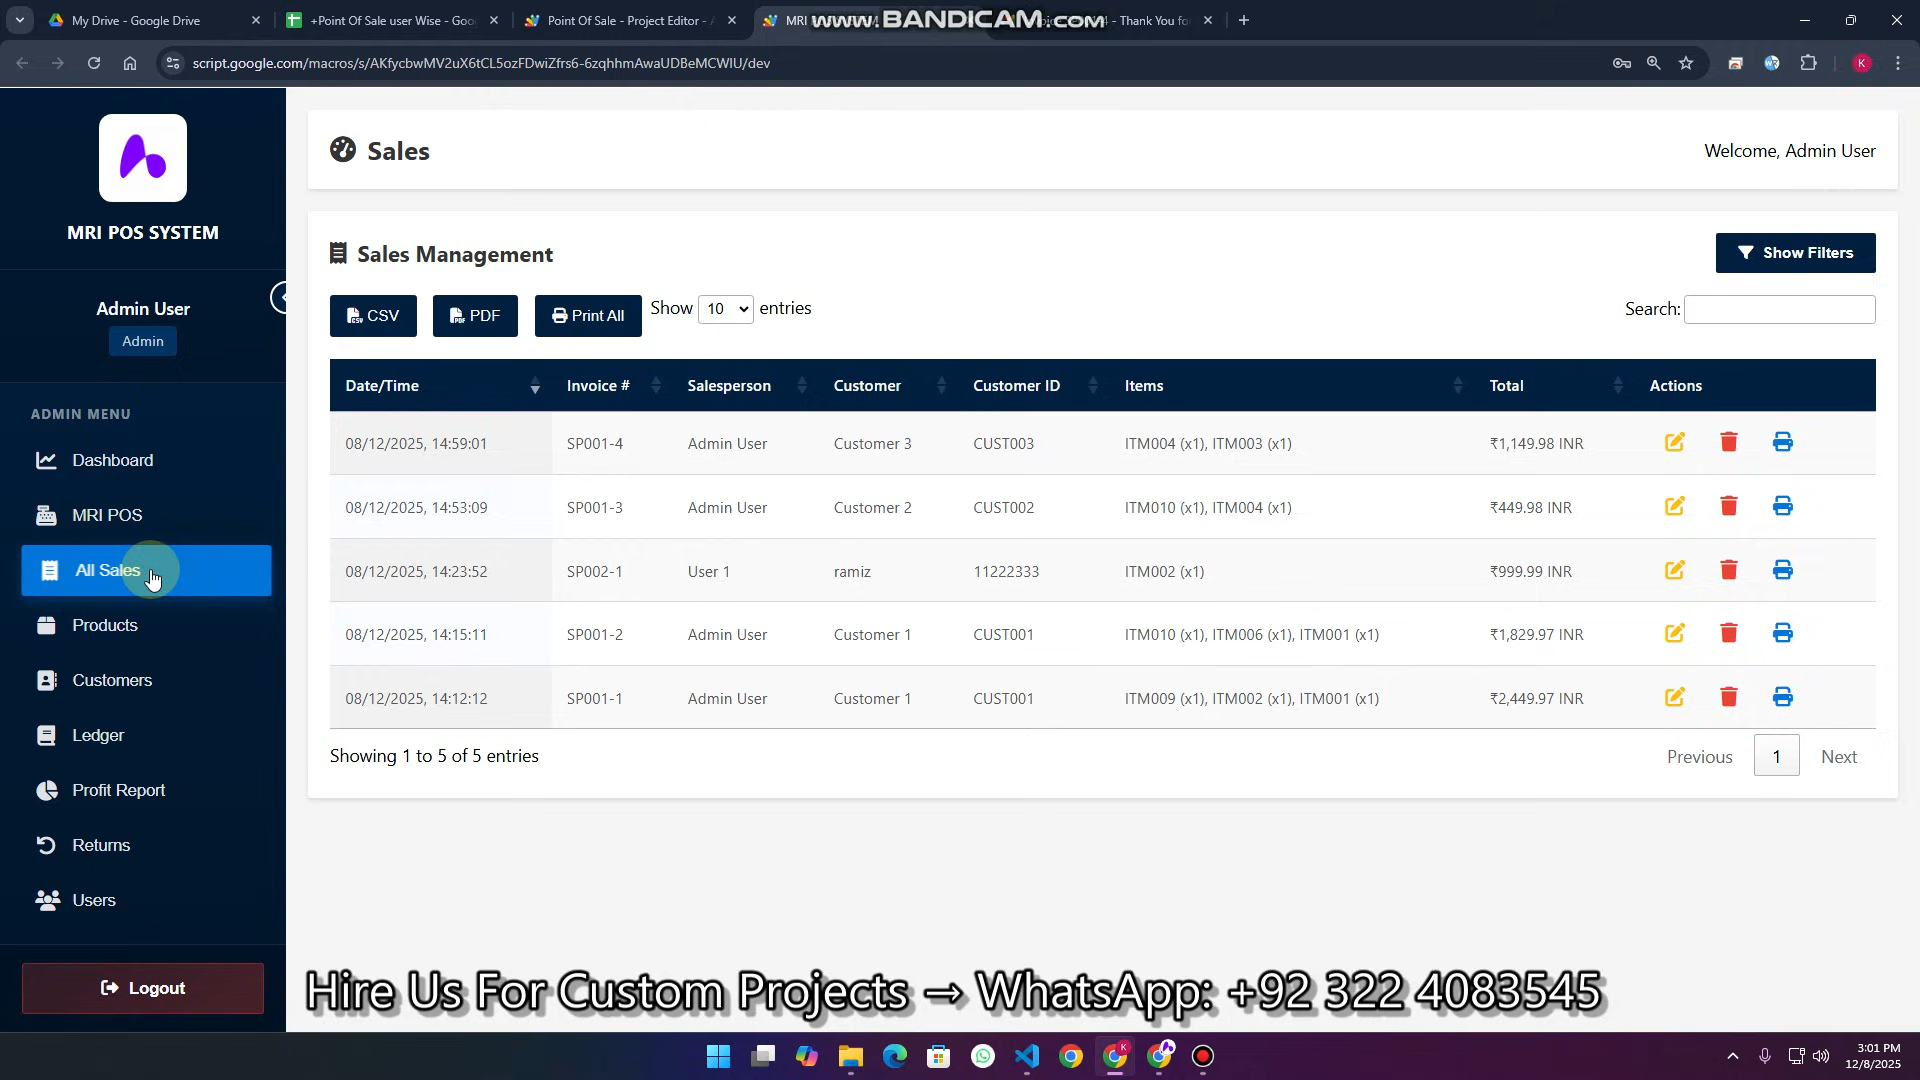 My Drive - Google Drive
+Point Of Sale user Wise - Goo
Point Of Sale - Project Editor - A
MRI
- Thank You fo
www.BANDICAM.com
script.google.com/macros/s/AKfycbwMV2uX6tCL5ozFDwiZfrs6-6zqhhmAwaUDBeMCWIU/dev
K
MRI POS SYSTEM
Admin User
Admin
ADMIN MENU
Dashboard
MRI POS
All Sales
Products
Customers
Ledger
Profit Report
Returns
Users
Logout
Sales
Welcome, Admin User
Sales Management
Show Filters
CSV
PDF
Print All
Show 10 entries
Search:
Date/Time Invoice # Salesperson Customer Customer ID Items Total Actions
08/12/2025, 14:59:01 SP001-4 Admin User Customer 3 CUST003 ITM004 (x1), ITM003 (x1) ₹1,149.98 INR
08/12/2025, 14:53:09 SP001-3 Admin User Customer 2 CUST002 ITM010 (x1), ITM004 (x1) ₹449.98 INR
08/12/2025, 14:23:52 SP002-1 User 1 ramiz 11222333 ITM002 (x1) ₹999.99 INR
08/12/2025, 14:15:11 SP001-2 Admin User Customer 1 CUST001 ITM010 (x1), ITM006 (x1), ITM001 (x1) ₹1,829.97 INR
08/12/2025, 14:12:12 SP001-1 Admin User Customer 1 CUST001 ITM009 (x1), ITM002 (x1), ITM001 (x1) ₹2,449.97 INR
Showing 1 to 5 of 5 entries
Previous 1 Next
Hire Us For Custom Projects → WhatsApp: +92 322 4083545
3:01 PM
12/8/2025